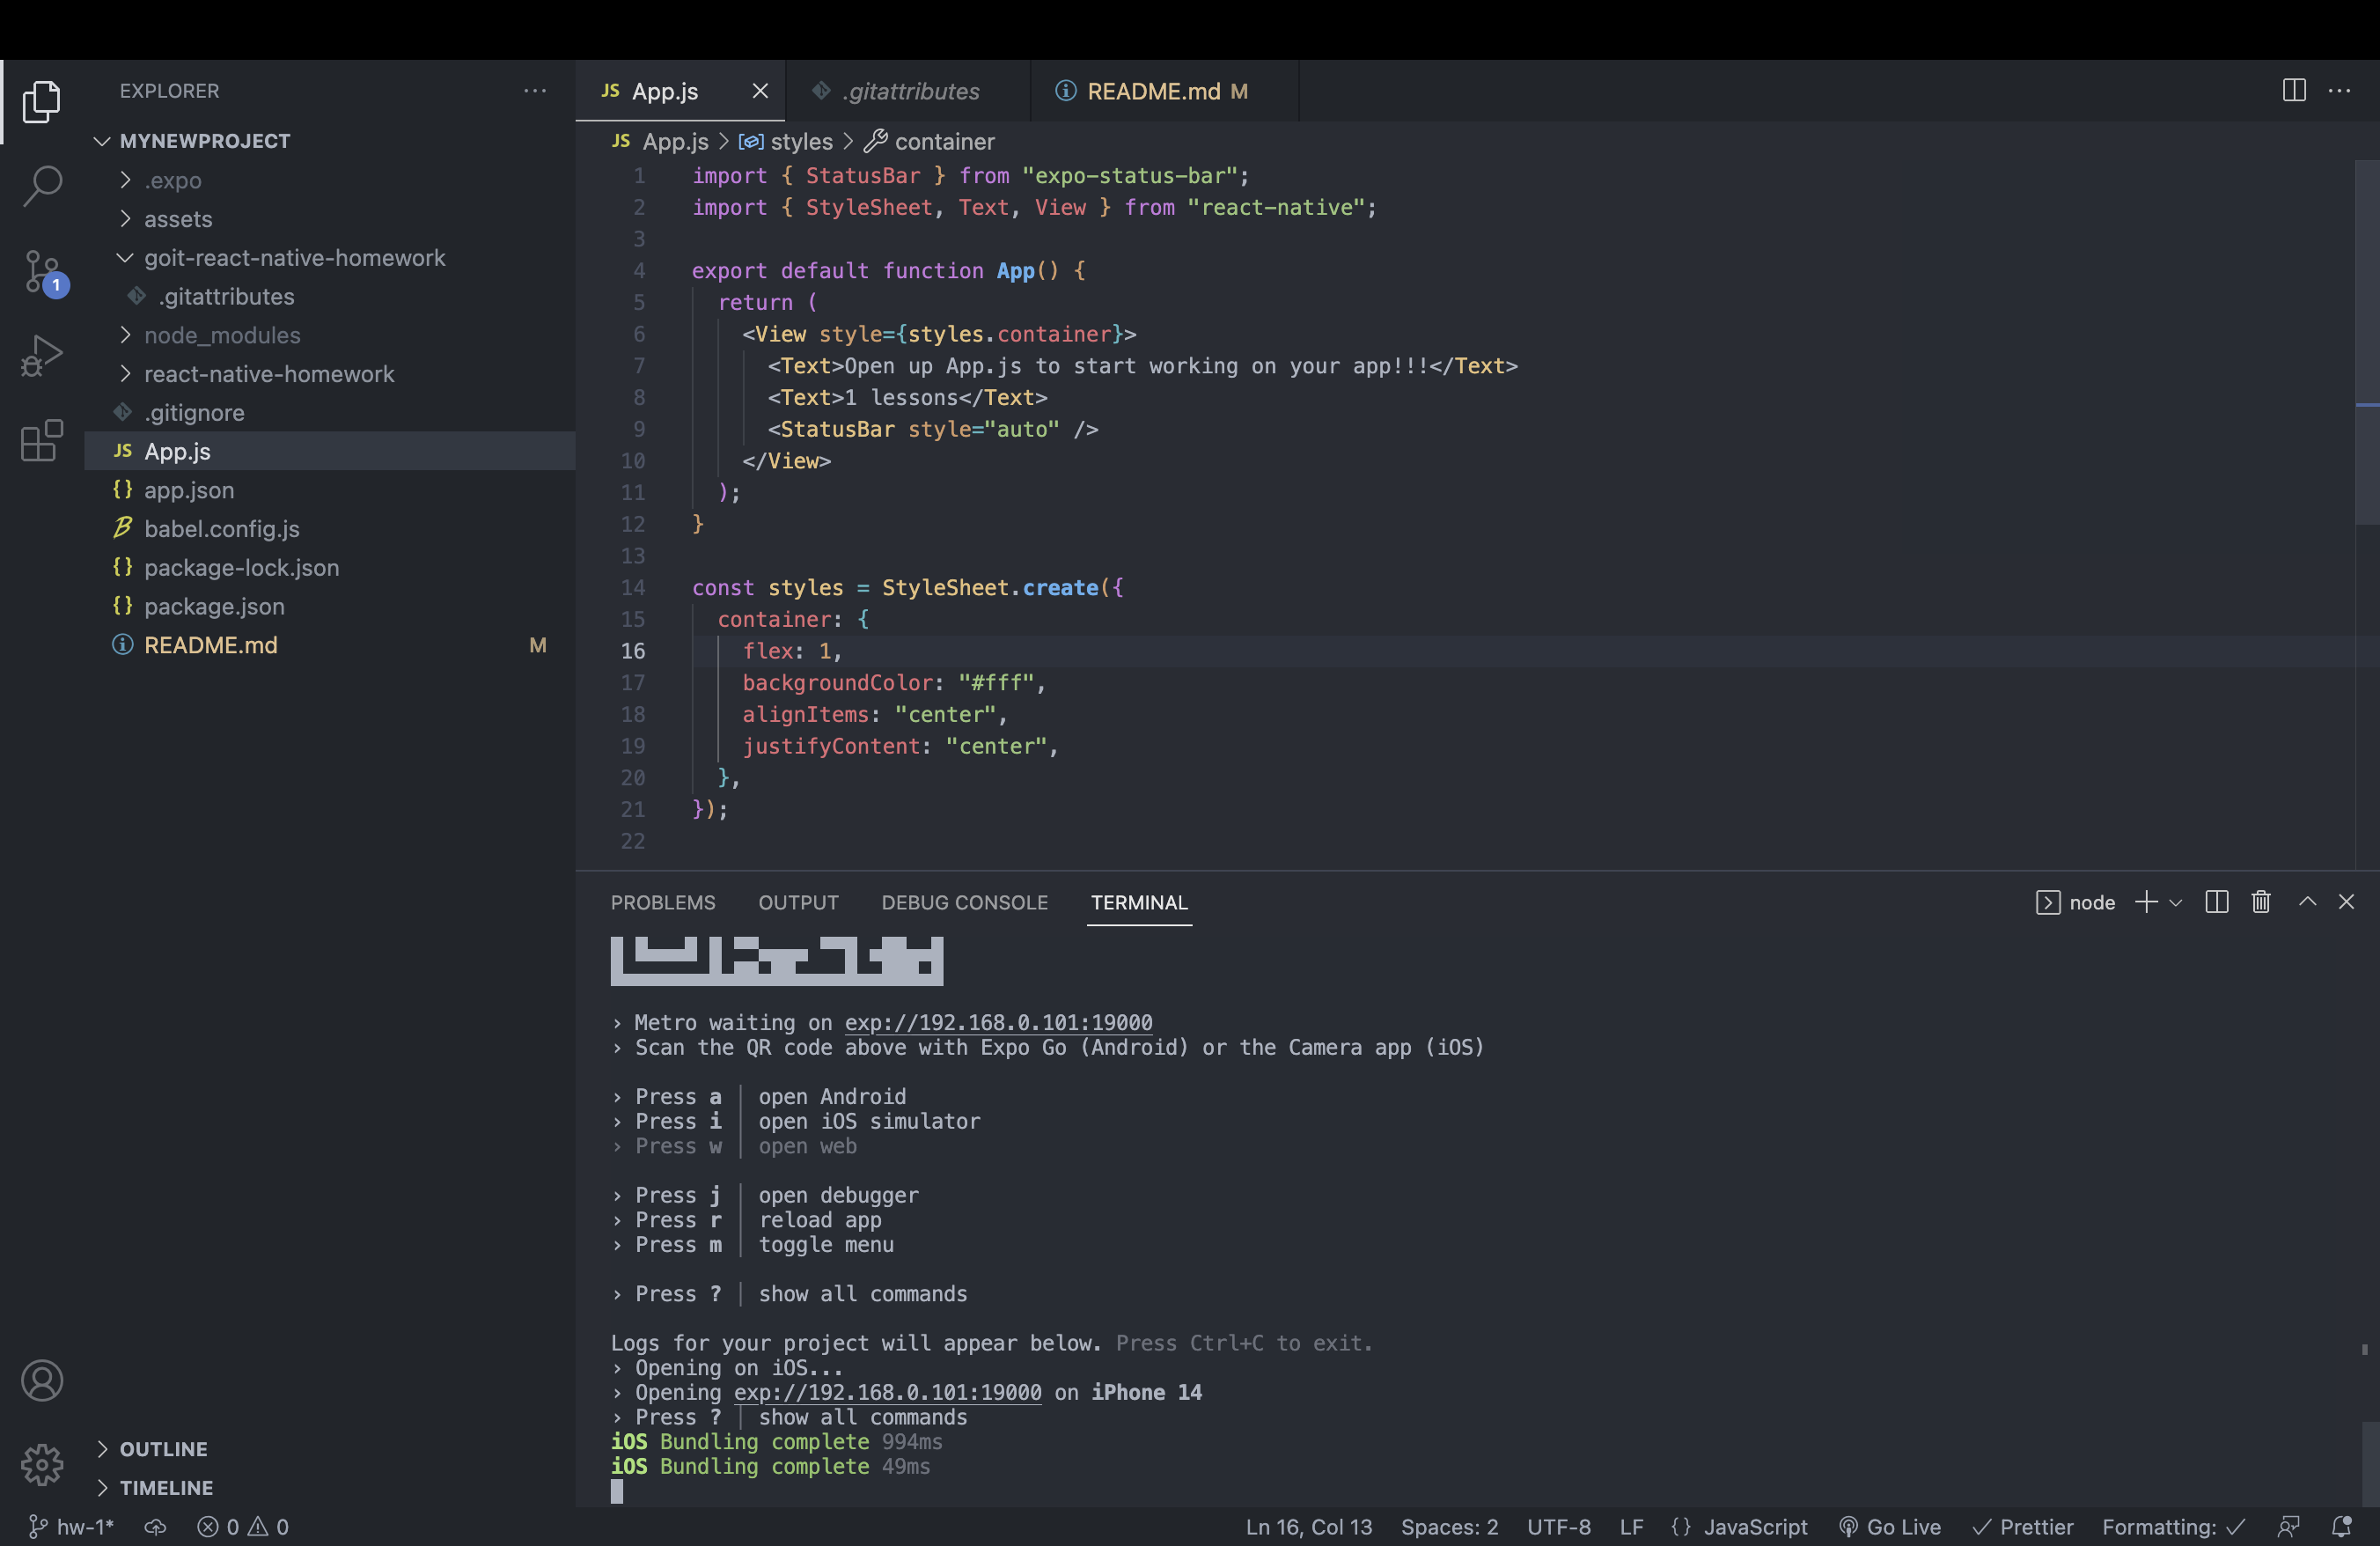 EXPLORER
MYNEWPROJECT
.expo
assets
goit-react-native-homework
.gitattributes
node_modules
react-native-homework
.gitignore
JS App.js
{} app.json
babel.config.js
{} package-lock.json
{} package.json
README.md M
1
OUTLINE
TIMELINE
JS App.js
.gitattributes
README.md M
JS App.js > styles > container
1 import { StatusBar } from "expo-status-bar";
2 import { StyleSheet, Text, View } from "react-native";
3
4 export default function App() {
5 return (
6 <View style={styles.container}>
7 <Text>Open up App.js to start working on your app!!!</Text>
8 <Text>1 lessons</Text>
9 <StatusBar style="auto" />
10 </View>
11 );
12 }
13
14 const styles = StyleSheet.create({
15 container: {
16 flex: 1,
17 backgroundColor: "#fff",
18 alignItems: "center",
19 justifyContent: "center",
20 },
21 });
22
PROBLEMS OUTPUT DEBUG CONSOLE TERMINAL node
› Metro waiting on exp://192.168.0.101:19000
› Scan the QR code above with Expo Go (Android) or the Camera app (iOS)
› Press a │ open Android
› Press i │ open iOS simulator
› Press w │ open web
› Press j │ open debugger
› Press r │ reload app
› Press m │ toggle menu
› Press ? │ show all commands
Logs for your project will appear below. Press Ctrl+C to exit.
› Opening on iOS...
› Opening exp://192.168.0.101:19000 on iPhone 14
› Press ? │ show all commands
iOS Bundling complete 994ms
iOS Bundling complete 49ms
hw-1* 0 0 Ln 16, Col 13 Spaces: 2 UTF-8 LF {} JavaScript Go Live ✓ Prettier Formatting: ✓